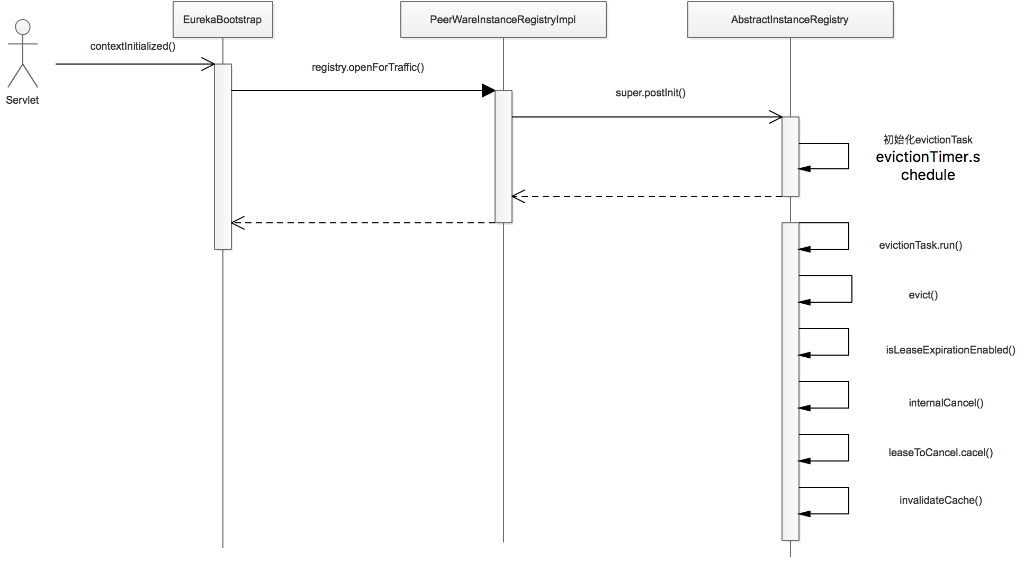 EurekaBootstrap
PeerWareInstanceRegistryImpl
AbstractInstanceRegistry
contextInitialized()
registry.openForTraffic()
super.postInit()
Servlet
初始化evictionTask
evictionTimer.s
chedule
evictionTask.run()
evict()
isLeaseExpirationEnabled()
internalCancel()
leaseToCancel.cacel()
invalidateCache()